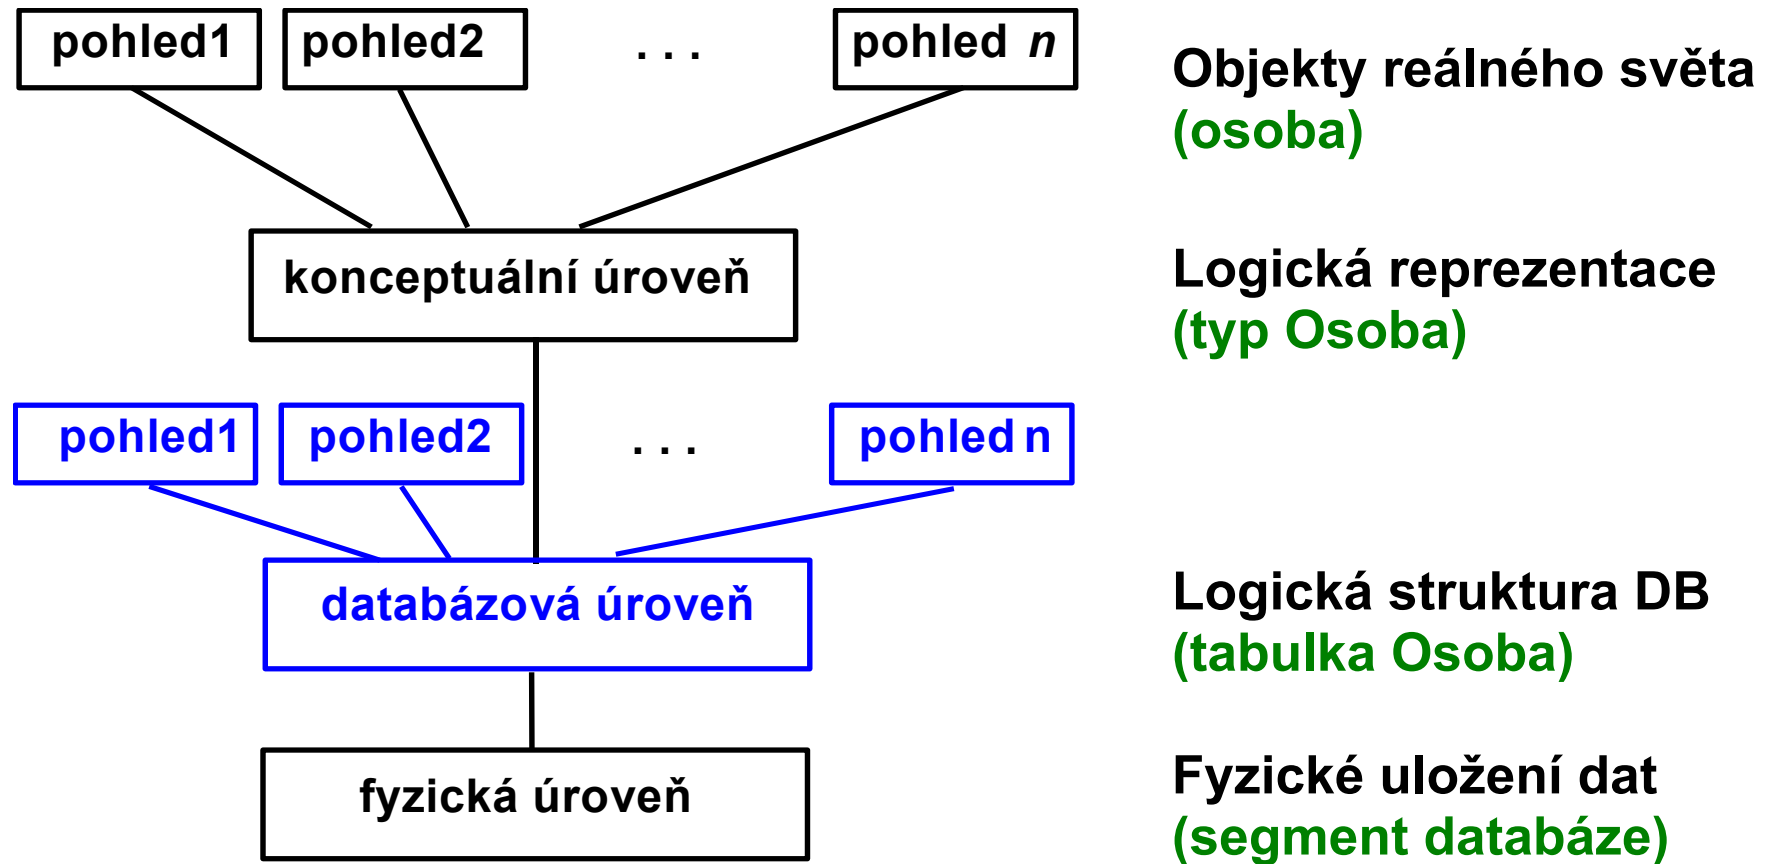 pohled1 pohled2 . . . pohled n
Objekty reálného světa
(osoba)
konceptuální úroveň
Logická reprezentace
(typ Osoba)
pohled1 pohled2 . . . pohled n
databázová úroveň
Logická struktura DB
(tabulka Osoba)
fyzická úroveň
Fyzické uložení dat
(segment databáze)